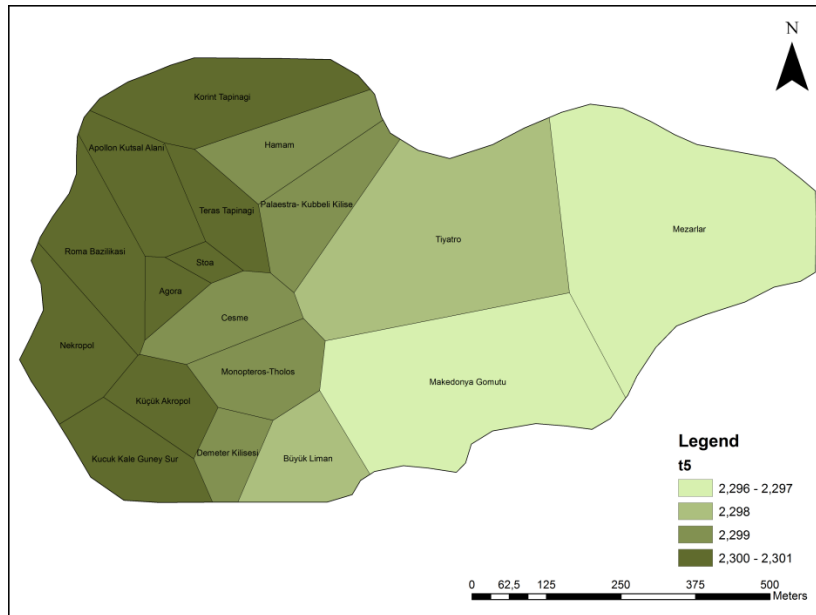 N
Korint Tapinagi
Hamam
Apollon Kutsal Alani
Palaestra- Kubbeli Kilise
Teras Tapinagi
Mezarlar
Tiyatro
Roma Bazilikasi
Stoa
Agora
Cesme
Nekropol
Monopteros-Tholos
Makedonya Gomutu
Küçük Akropol
Demeter Kilisesi
Büyük Liman
Kucuk Kale Guney Sur
Legend
t5
2,296 - 2,297
2,298
2,299
2,300 - 2,301
0 62,5 125 250 375 500
Meters